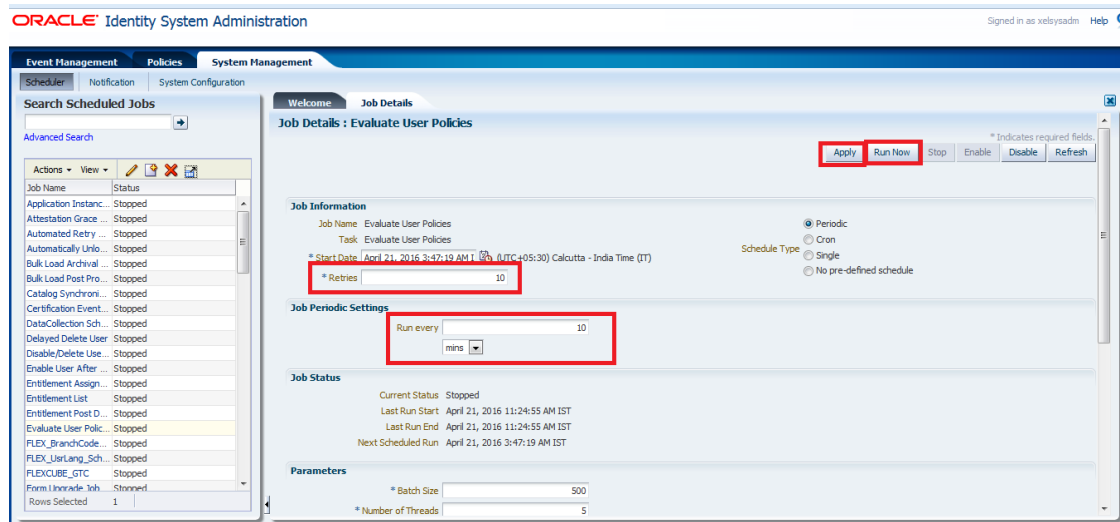 ORACLE® Identity System Administration
Signed in as xelsysadm Help
Event Management Policies System Management
Scheduler Notification System Configuration
Search Scheduled Jobs
Advanced Search
Actions View
Job Name Status
Application Instanc... Stopped
Attestation Grace ... Stopped
Automated Retry ... Stopped
Automatically Unlo... Stopped
Bulk Load Archival ... Stopped
Bulk Load Post Pro... Stopped
Catalog Synchroni... Stopped
Certification Event... Stopped
DataCollection Sch... Stopped
Delayed Delete User Stopped
Disable/Delete Use... Stopped
Enable User After ... Stopped
Entitlement Assign... Stopped
Entitlement List Stopped
Entitlement Post D... Stopped
Evaluate User Polic... Stopped
FLEX_BranchCode... Stopped
FLEX_UsrLang_Sch... Stopped
FLEXCUBE_GTC Stopped
Form Upgrade Job Stopped
Rows Selected 1
Welcome Job Details
Job Details : Evaluate User Policies
* Indicates required fields.
Apply Run Now Stop Enable Disable Refresh
Job Information
Job Name Evaluate User Policies
Task Evaluate User Policies
* Start Date April 21, 2016 3:47:19 AM I (UTC+05:30) Calcutta - India Time (IT)
* Retries 10
Schedule Type
Periodic
Cron
Single
No pre-defined schedule
Job Periodic Settings
Run every 10
mins
Job Status
Current Status Stopped
Last Run Start April 21, 2016 11:24:55 AM IST
Last Run End April 21, 2016 11:24:55 AM IST
Next Scheduled Run April 21, 2016 3:47:19 AM IST
Parameters
* Batch Size 500
* Number of Threads 5